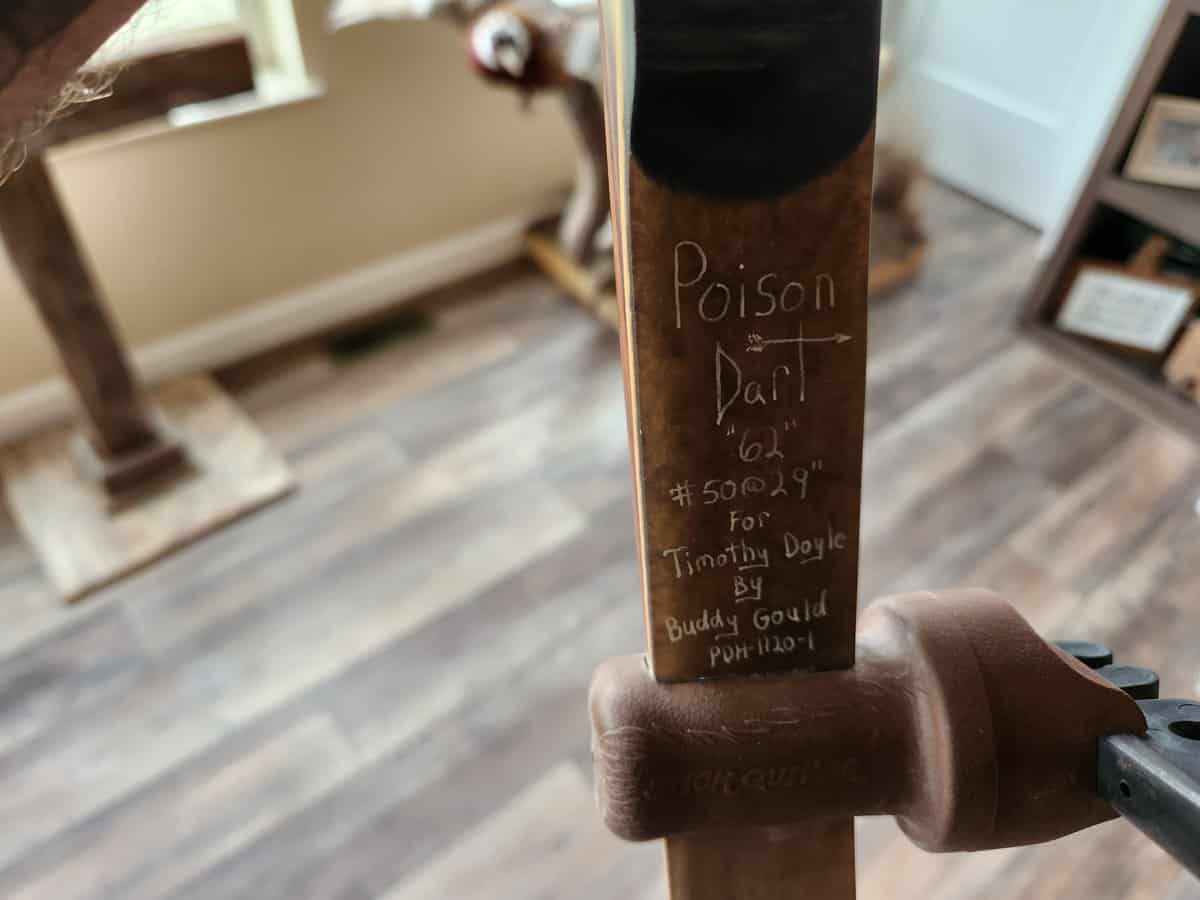 Poison
Dart
"62"
#50@29"
For
Timothy Doyle
By
Buddy Gould
PDH-1120-1